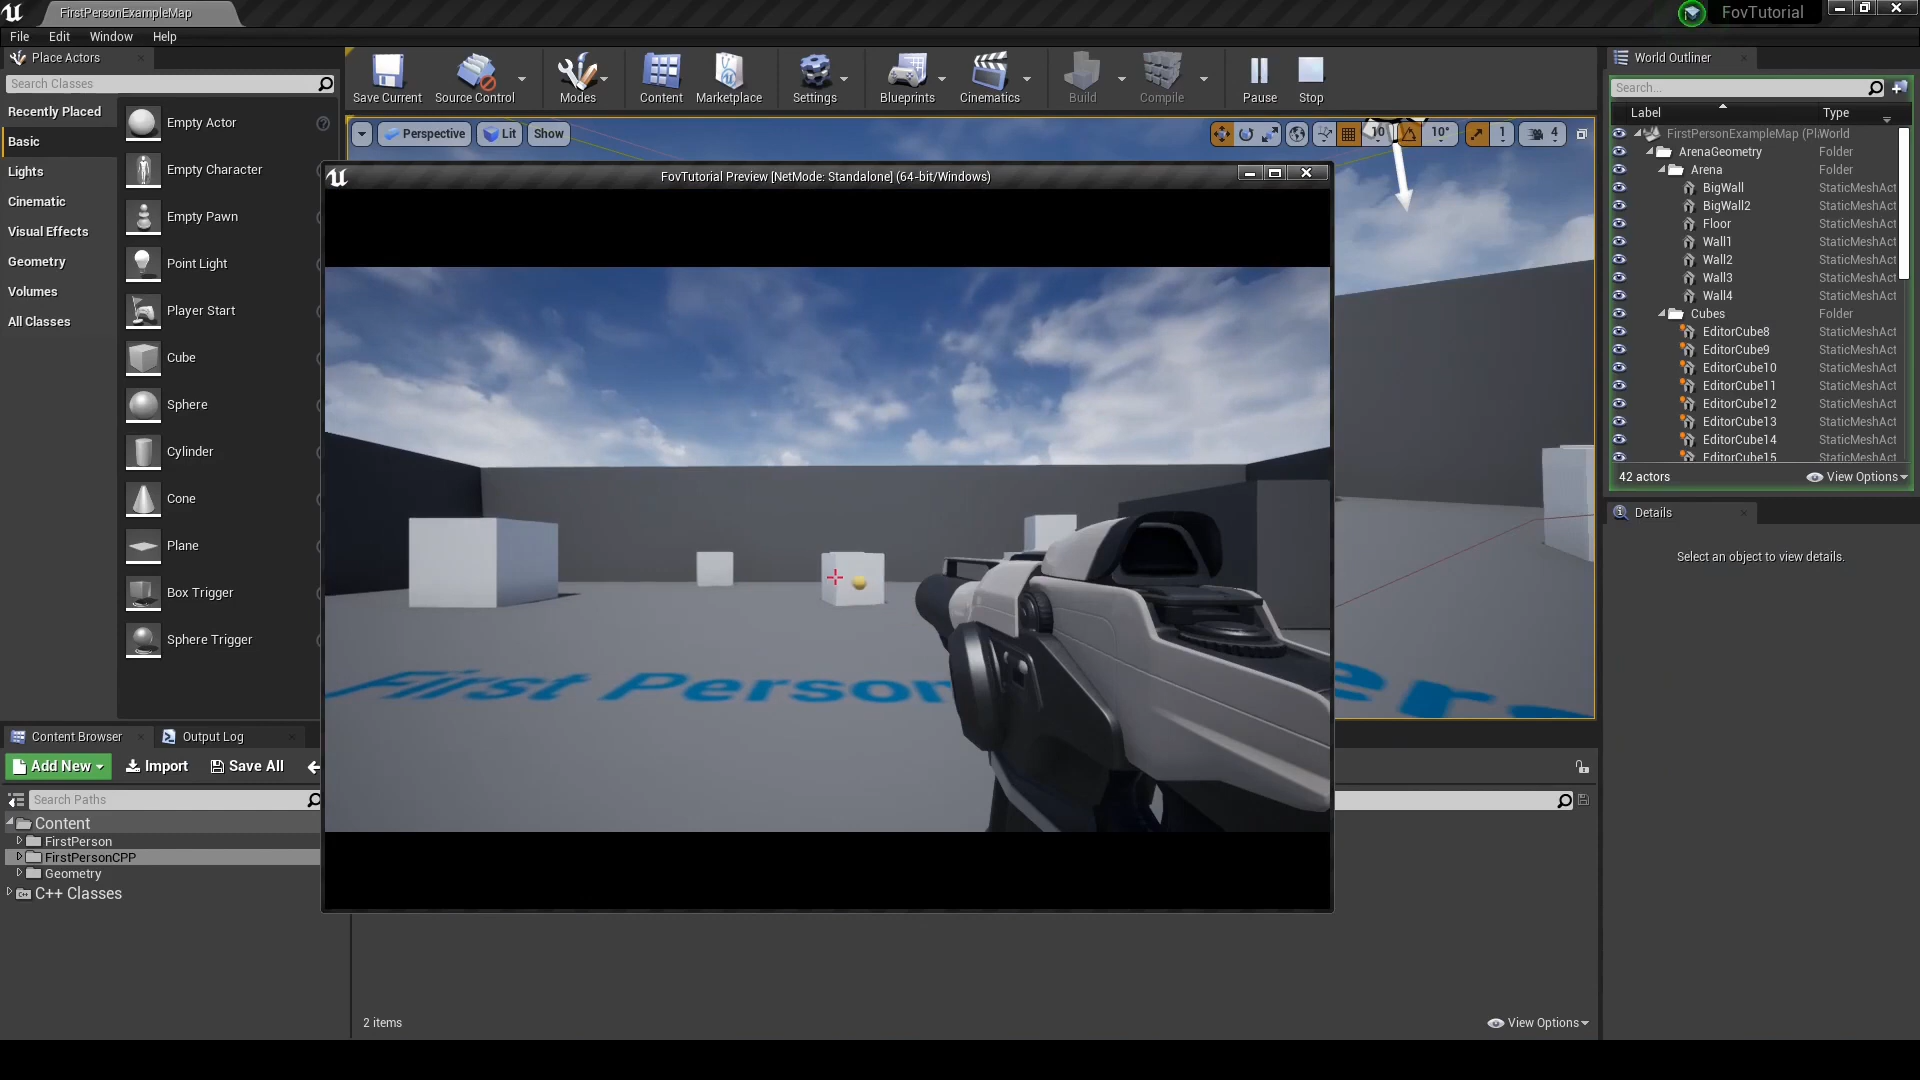 FirstPersonExampleMap
FovTutorial
File Edit Window Help
Place Actors
Search Classes
Recently Placed
Basic
Lights
Cinematic
Visual Effects
Geometry
Volumes
All Classes
Empty Actor
Empty Character
Empty Pawn
Point Light
Player Start
Cube
Sphere
Cylinder
Cone
Plane
Box Trigger
Sphere Trigger
Save Current
Source Control
Modes
Content
Marketplace
Settings
Blueprints
Cinematics
Build
Compile
Pause
Stop
Perspective
Lit
Show
10
10°
1
4
FovTutorial Preview [NetMode: Standalone] (64-bit/Windows)
First Person
World Outliner
Search...
Label Type
FirstPersonExampleMap (Pl World
ArenaGeometry Folder
Arena Folder
BigWall StaticMeshAct
BigWall2 StaticMeshAct
Floor StaticMeshAct
Wall1 StaticMeshAct
Wall2 StaticMeshAct
Wall3 StaticMeshAct
Wall4 StaticMeshAct
Cubes Folder
EditorCube8 StaticMeshAct
EditorCube9 StaticMeshAct
EditorCube10 StaticMeshAct
EditorCube11 StaticMeshAct
EditorCube12 StaticMeshAct
EditorCube13 StaticMeshAct
EditorCube14 StaticMeshAct
EditorCube15 StaticMeshAct
42 actors
View Options
Details
Select an object to view details.
Content Browser
Output Log
Add New
Import
Save All
Search Paths
Content
FirstPerson
FirstPersonCPP
Geometry
C++ Classes
2 items
View Options